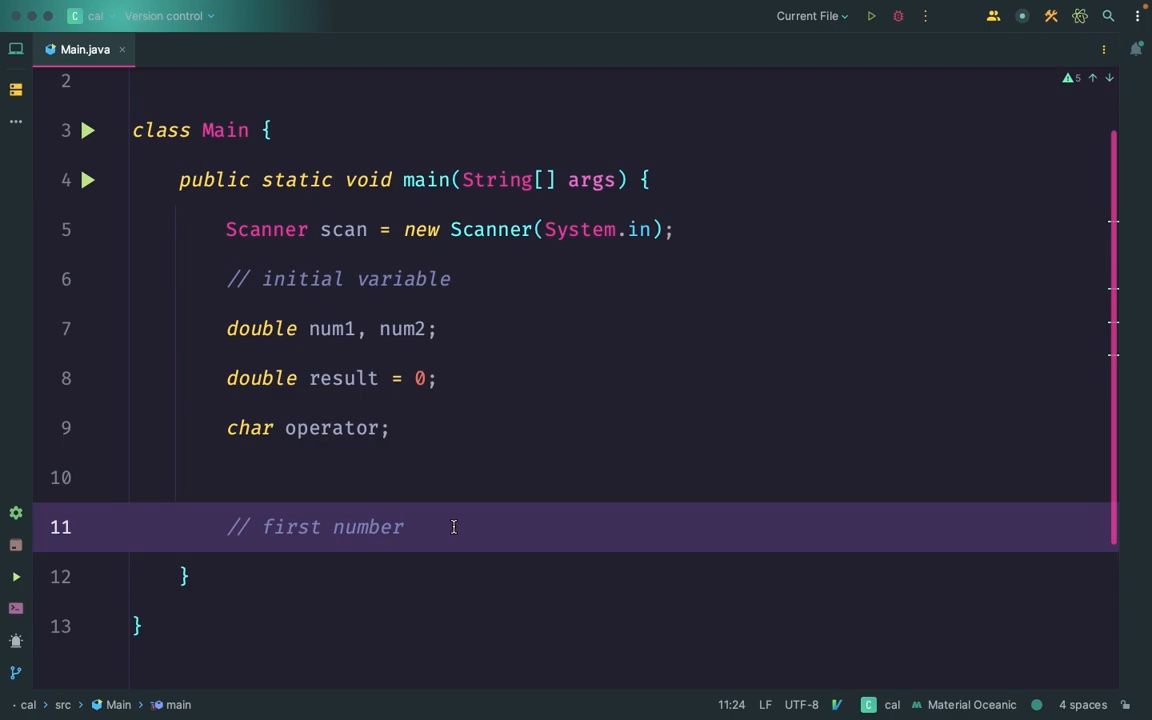 C cal Version control Current File
Main.java
5
2
3 class Main {
4 public static void main(String[] args) {
5 Scanner scan = new Scanner(System.in);
6 // initial variable
7 double num1, num2;
8 double result = 0;
9 char operator;
10
11 // first number
12 }
13 }
cal > src > Main > main 11:24 LF UTF-8 C cal Material Oceanic 4 spaces